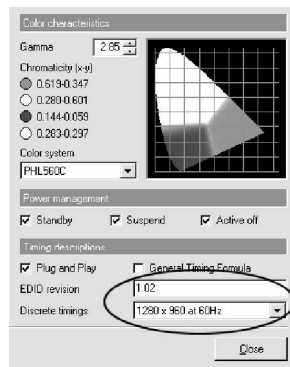 Color characteristics
Gamma 2.85
Chromaticity (x-y)
0.619-0.347
0.280-0.601
0.144-0.059
0.283-0.297
Color system
PHL560C
Power management
Standby Suspend Active off
Timing descriptions
Plug and Play General Timing Formula
EDID revision 1.02
Discrete timings 1280 x 960 at 60Hz
Close